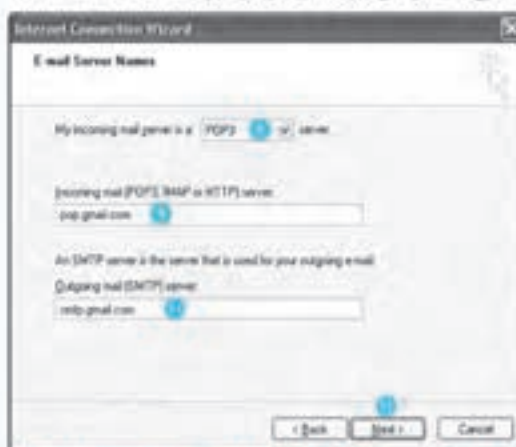 Internet Connection Wizard
E-mail Server Names
My incoming mail server is a POP3 server.
Incoming mail (POP3, IMAP or HTTP) server:
pop.gmail.com
An SMTP server is the server that is used for your outgoing e-mail.
Outgoing mail (SMTP) server:
smtp.gmail.com
< Back Next > Cancel